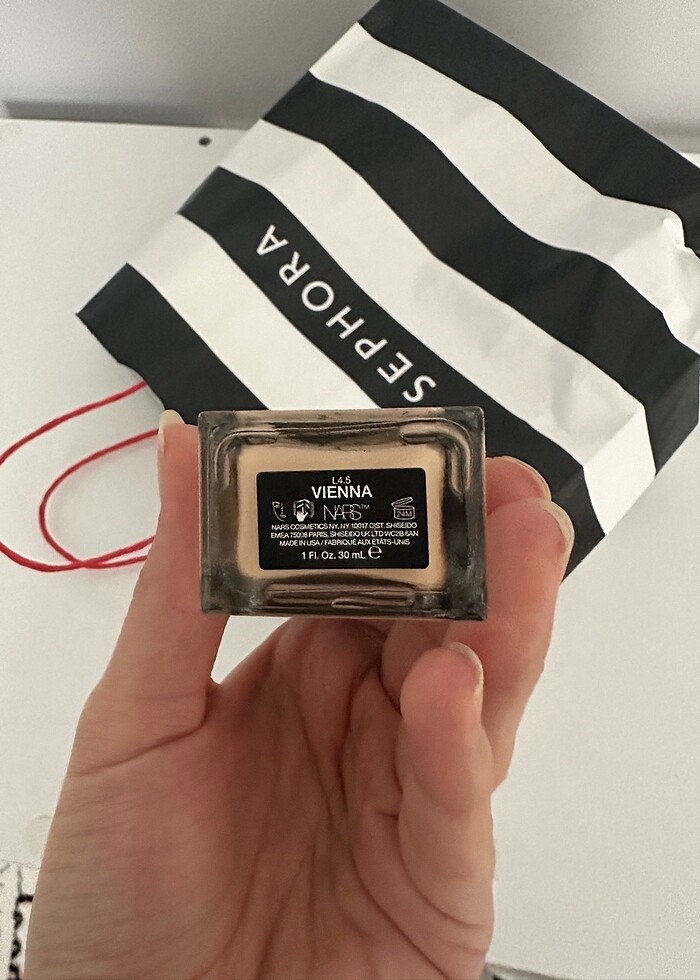 SEPHORA
L4.5
VIENNA
NARS™
24M
NARS COSMETICS NY, NY 10017 DIST. SHISEIDO
EMEA 75008 PARIS, SHISEIDO UK LTD WC2B 6AN
MADE IN USA / FABRIQUÉ AUX ÉTATS-UNIS
1 Fl. Oz. 30 mL ℮